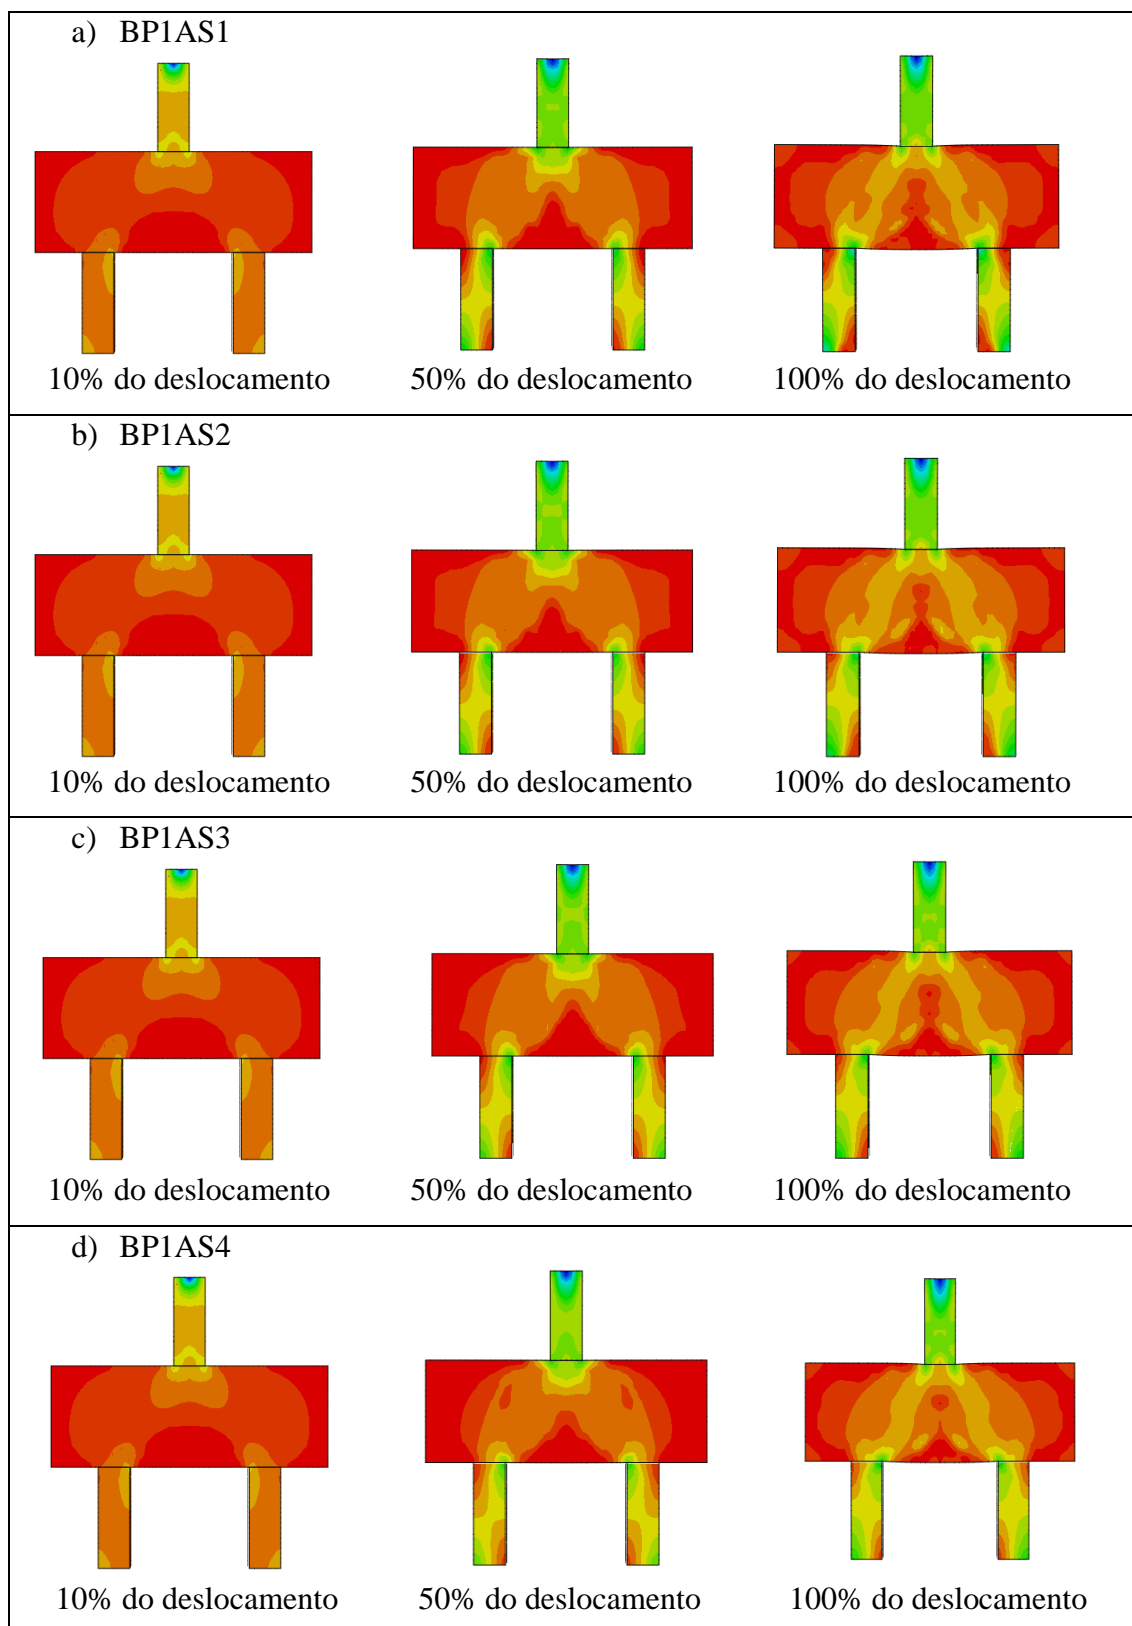 a) BP1AS1
10% do deslocamento 50% do deslocamento 100% do deslocamento
b) BP1AS2
10% do deslocamento 50% do deslocamento 100% do deslocamento
c) BP1AS3
10% do deslocamento 50% do deslocamento 100% do deslocamento
d) BP1AS4
10% do deslocamento 50% do deslocamento 100% do deslocamento